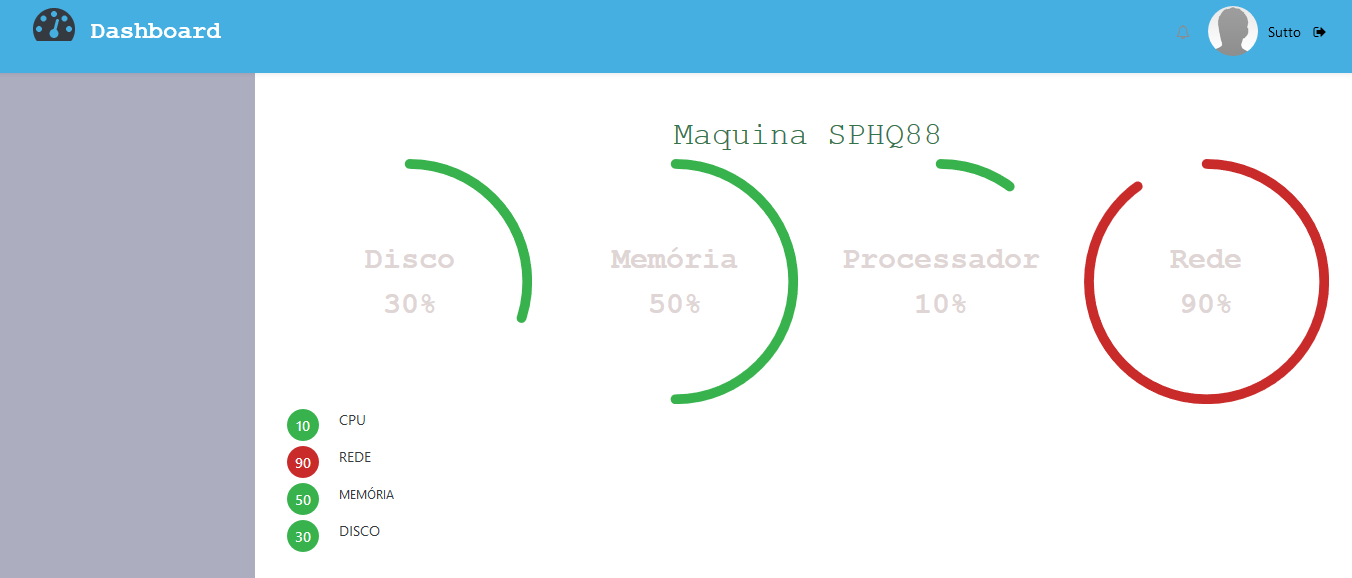 Dashboard
Sutto
Maquina SPHQ88
Disco
30%
Memória
50%
Processador
10%
Rede
90%
10 CPU
90 REDE
50 MEMÓRIA
30 DISCO